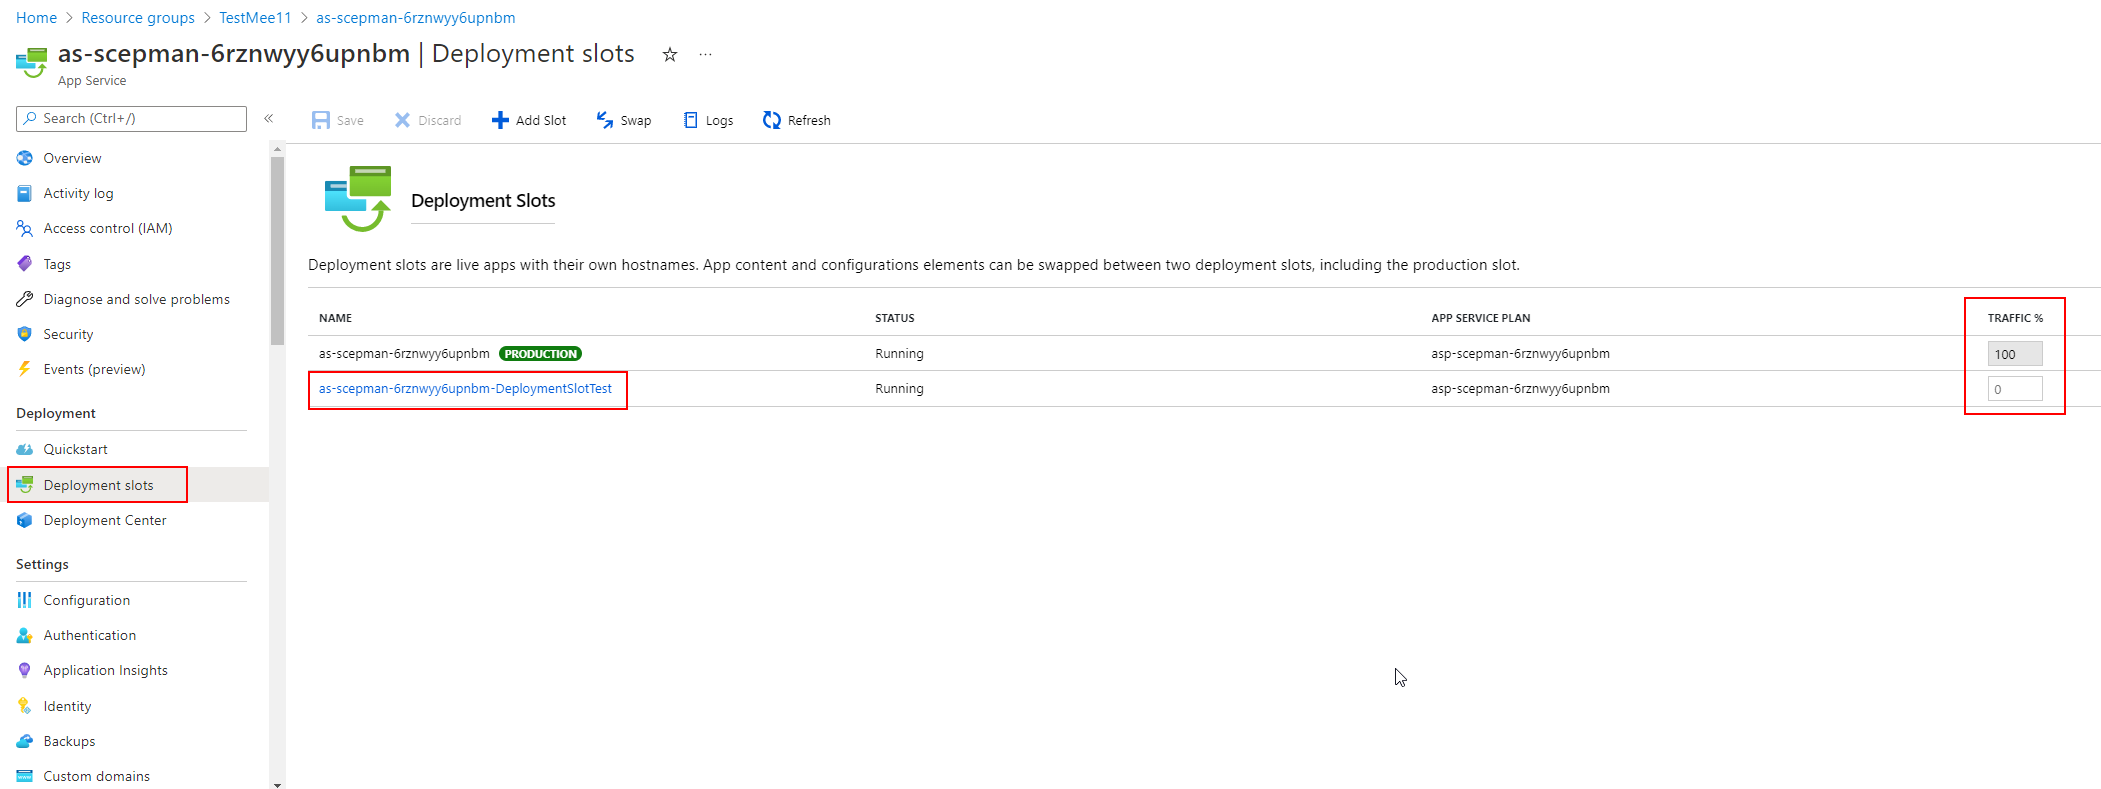 Home > Resource groups > TestMee11 > as-scepman-6rznwyy6upnbm
as-scepman-6rznwyy6upnbm | Deployment slots
App Service
Search (Ctrl+/)
Save Discard Add Slot Swap Logs Refresh
Overview
Activity log
Access control (IAM)
Tags
Diagnose and solve problems
Security
Events (preview)
Deployment
Quickstart
Deployment slots
Deployment Center
Settings
Configuration
Authentication
Application Insights
Identity
Backups
Custom domains
Deployment Slots
Deployment slots are live apps with their own hostnames. App content and configurations elements can be swapped between two deployment slots, including the production slot.
NAME STATUS APP SERVICE PLAN TRAFFIC %
as-scepman-6rznwyy6upnbm PRODUCTION Running asp-scepman-6rznwyy6upnbm 100
as-scepman-6rznwyy6upnbm-DeploymentSlotTest Running asp-scepman-6rznwyy6upnbm 0